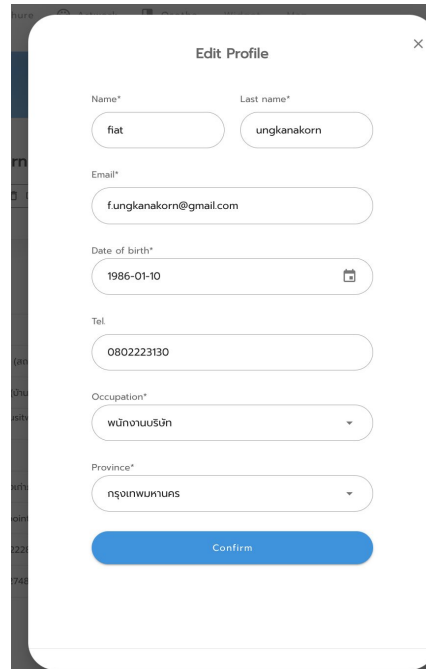 Edit Profile
Name*
Last name*
fiat
ungkanakorn
Email*
f.ungkanakorn@gmail.com
Date of birth*
1986-01-10
Tel.
0802223130
Occupation*
พนักงานบริษัท
Province*
กรุงเทพมหานคร
Confirm